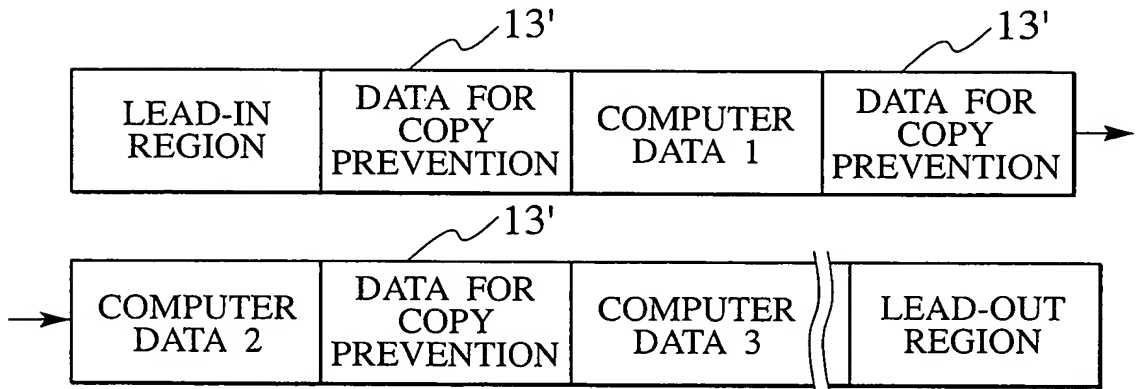 13'
13'
LEAD-IN
REGION
DATA FOR
COPY
PREVENTION
COMPUTER
DATA 1
DATA FOR
COPY
PREVENTION
13'
COMPUTER
DATA 2
DATA FOR
COPY
PREVENTION
COMPUTER
DATA 3
LEAD-OUT
REGION